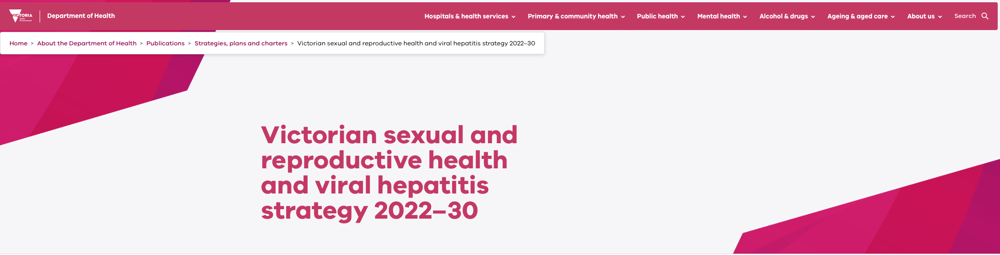 VICTORIA
State
Government
Department of Health
Hospitals & health services
Primary & community health
Public health
Mental health
Alcohol & drugs
Ageing & aged care
About us
Search
Home > About the Department of Health > Publications > Strategies, plans and charters > Victorian sexual and reproductive health and viral hepatitis strategy 2022–30
Victorian sexual and
reproductive health
and viral hepatitis
strategy 2022–30